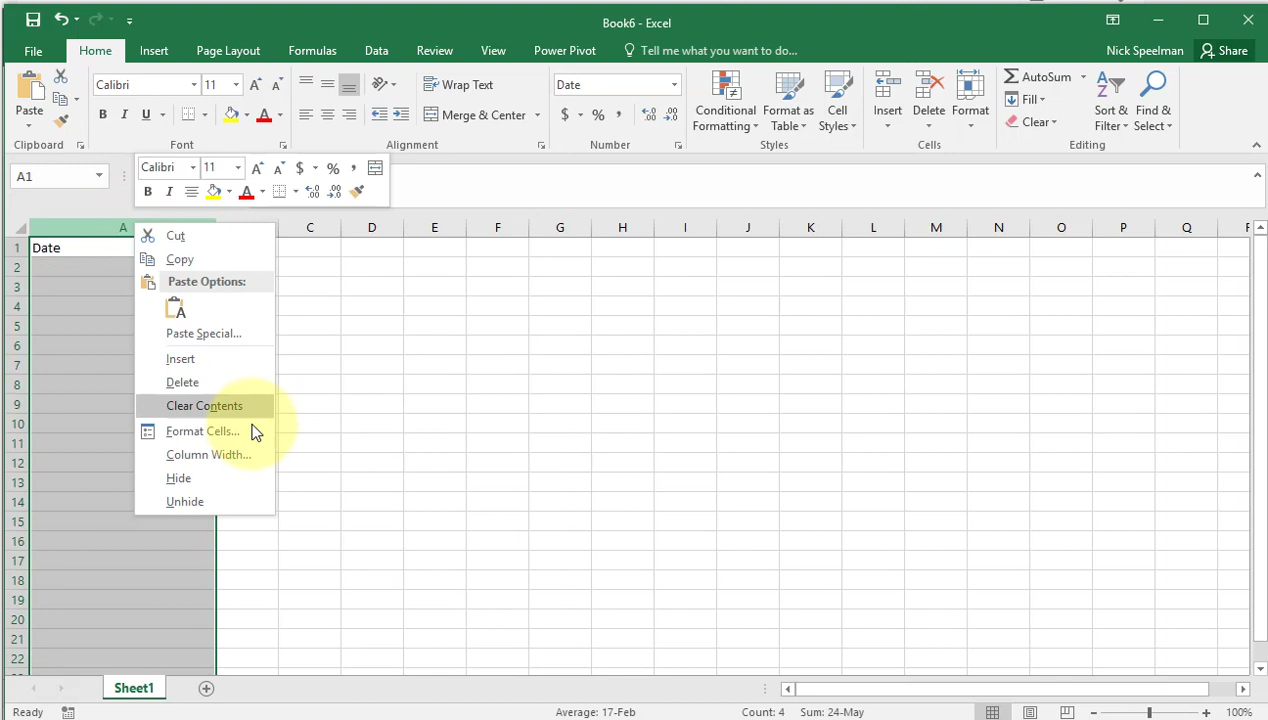 Book6 - Excel
File Home Insert Page Layout Formulas Data Review View Power Pivot Tell me what you want to do... Nick Speelman Share
Paste
Clipboard
Calibri 11
B I U A
Font
Wrap Text
Merge & Center
Alignment
Date
$ % ,
Number
Conditional Formatting
Format as Table
Cell Styles
Styles
Insert Delete Format
Cells
AutoSum
Fill
Clear
Sort & Filter
Find & Select
Editing
Calibri 11 $ % ,
B I A
A1
A C D E F G H I J K L M N O P Q
1 Date
2
3
4
5
6
7
8
9
10
11
12
13
14
15
16
17
18
19
20
21
22
Cut
Copy
Paste Options:
Paste Special...
Insert
Delete
Clear Contents
Format Cells...
Column Width...
Hide
Unhide
Sheet1
Ready Average: 17-Feb Count: 4 Sum: 24-May 100%